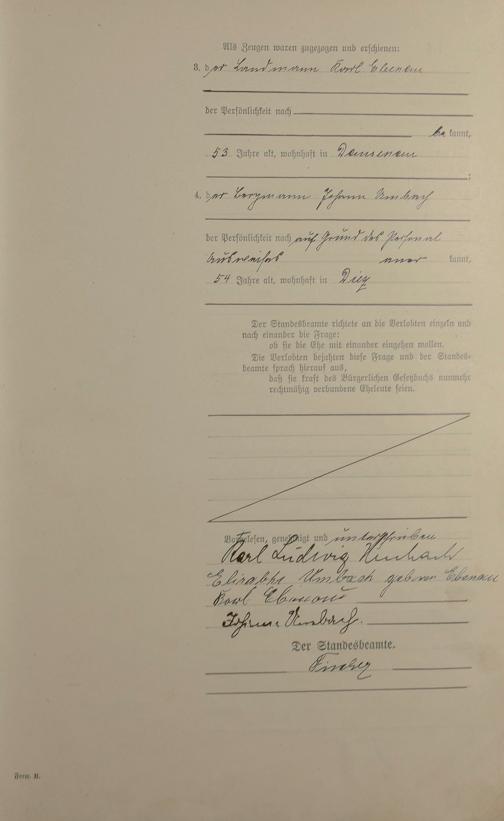 Als Zeugen waren zugezogen und erschienen:
3. der Landmann Karl Ebenau
der Persönlichkeit nach
be kannt,
53 Jahre alt, wohnhaft in Dausenau
;
4. der Bergmann Johann Umbach
der Persönlichkeit nach auf Grund des Personal
Ausweises aner kannt,
54 Jahre alt, wohnhaft in Diez
Der Standesbeamte richtete an die Verlobten einzeln und
nach einander die Frage:
ob sie die Ehe mit einander eingehen wollen.
Die Verlobten bejahten diese Frage und der Standes-
beamte sprach hierauf aus,
daß sie kraft des Bürgerlichen Gesetzbuchs nunmehr
rechtmäßig verbundene Eheleute seien.
Vorgelesen, genehmigt und unterschrieben
Karl Ludwig Umbach
Elisabeth Umbach geborene Ebenau
Karl Ebenau
Johann Umbach.
Der Standesbeamte.
Form. B.